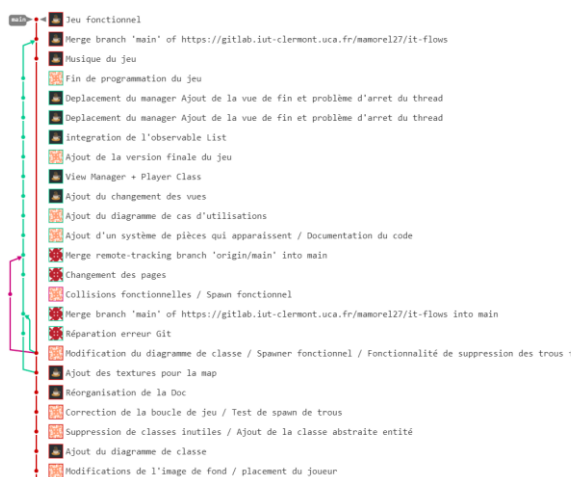 main
Jeu fonctionnel
Merge branch 'main' of https://gitlab.iut-clermont.uca.fr/mamorel27/it-flows
Musique du jeu
Fin de programmation du jeu
Deplacement du manager Ajout de la vue de fin et problème d'arret du thread
Deplacement du manager Ajout de la vue de fin et problème d'arret du thread
integration de l'observable List
Ajout de la version finale du jeu
View Manager + Player Class
Ajout du changement des vues
Ajout du diagramme de cas d'utilisations
Ajout d'un système de pièces qui apparaissent / Documentation du code
Merge remote-tracking branch 'origin/main' into main
Changement des pages
Collisions fonctionnelles / Spawn fonctionnel
Merge branch 'main' of https://gitlab.iut-clermont.uca.fr/mamorel27/it-flows into main
Réparation erreur Git
Modification du diagramme de classe / Spawner fonctionnel / Fonctionnalité de suppression des trous
Ajout des textures pour la map
Réorganisation de la Doc
Correction de la boucle de jeu / Test de spawn de trous
Suppression de classes inutiles / Ajout de la classe abstraite entité
Ajout du diagramme de classe
Modifications de l'image de fond / placement du joueur